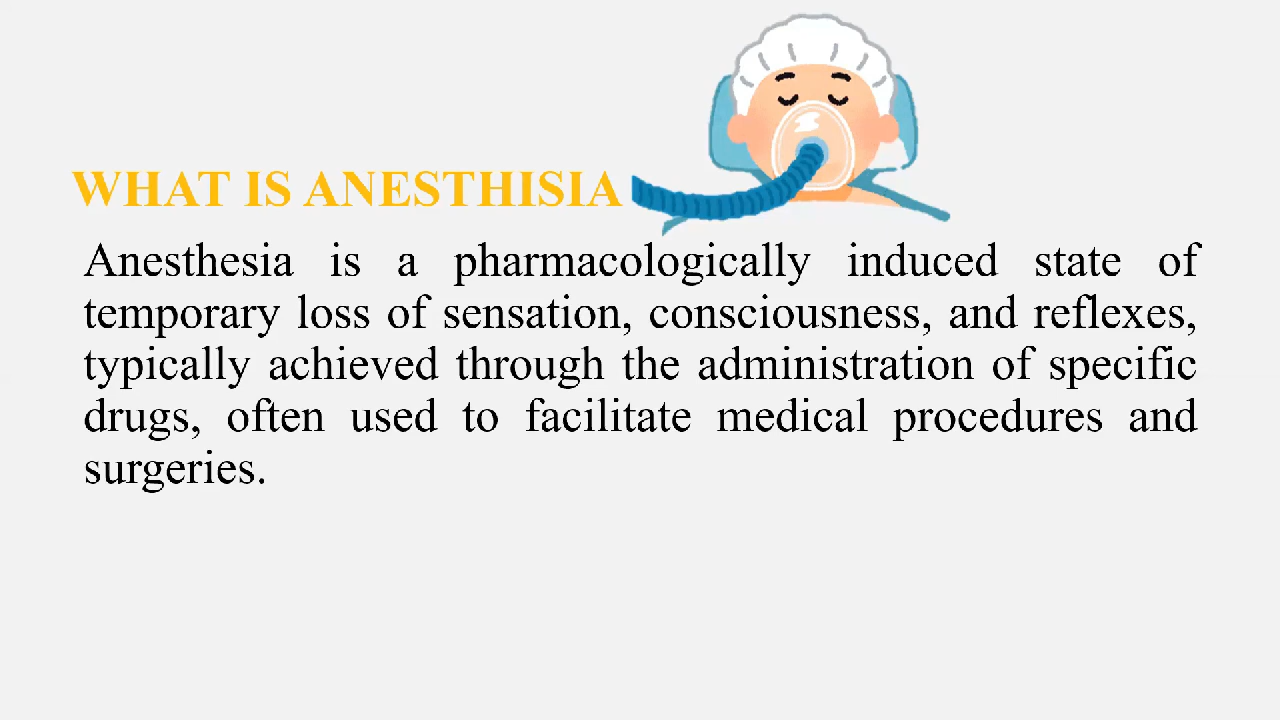 WHAT IS ANESTHISIA
Anesthesia is a pharmacologically induced state of
temporary loss of sensation, consciousness, and reflexes,
typically achieved through the administration of specific
drugs, often used to facilitate medical procedures and
surgeries.